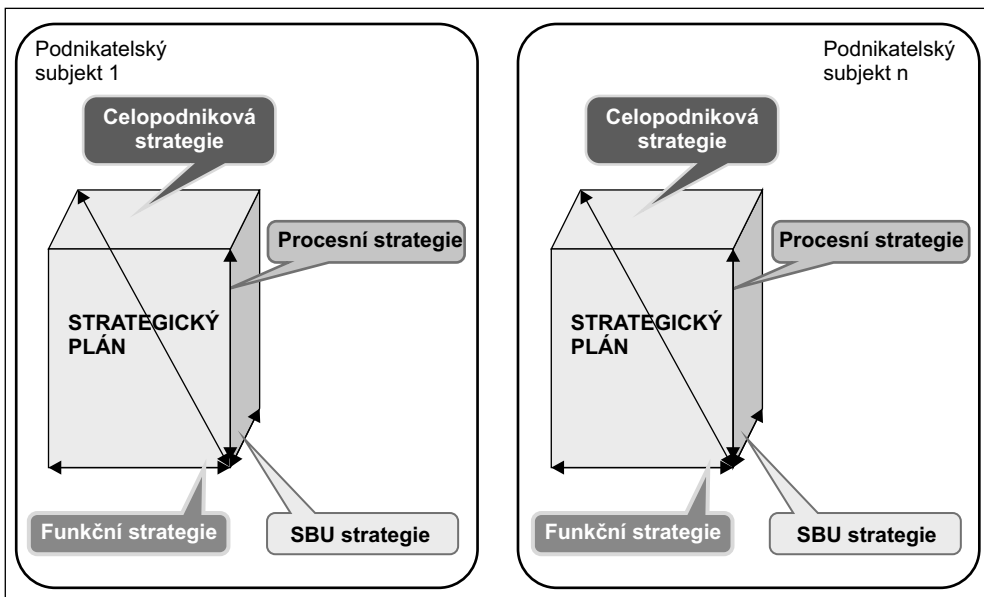 Podnikatelský
subjekt 1
Celopodniková
strategie
Procesní strategie
STRATEGICKÝ
PLÁN
Funkční strategie
SBU strategie
Podnikatelský
subjekt n
Celopodniková
strategie
Procesní strategie
STRATEGICKÝ
PLÁN
Funkční strategie
SBU strategie